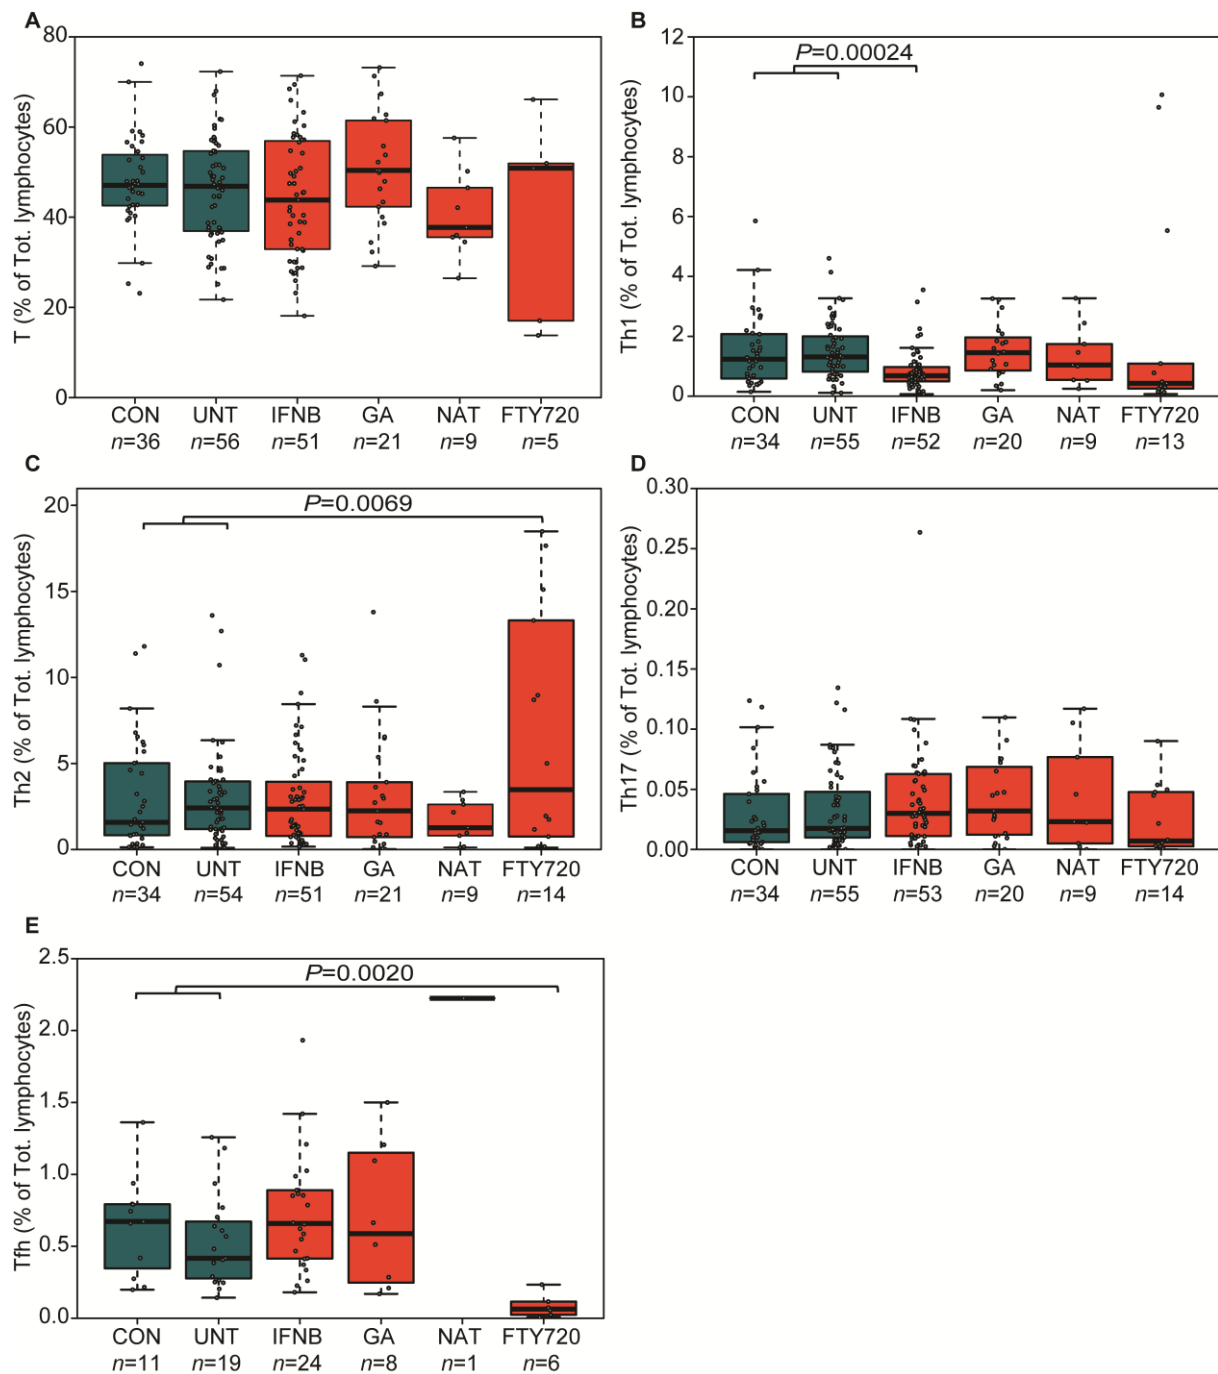 A
T (% of Tot. lymphocytes)
80
60
40
20
0
CON UNT IFNB GA NAT FTY720
n=36 n=56 n=51 n=21 n=9 n=5
B
Th1 (% of Tot. lymphocytes)
12
10
8
6
4
2
0
P=0.00024
CON UNT IFNB GA NAT FTY720
n=34 n=55 n=52 n=20 n=9 n=13
C
Th2 (% of Tot. lymphocytes)
20
15
10
5
0
P=0.0069
CON UNT IFNB GA NAT FTY720
n=34 n=54 n=51 n=21 n=9 n=14
D
Th17 (% of Tot. lymphocytes)
0.30
0.25
0.20
0.15
0.10
0.05
0.00
CON UNT IFNB GA NAT FTY720
n=34 n=55 n=53 n=20 n=9 n=14
E
Tfh (% of Tot. lymphocytes)
2.5
2.0
1.5
1.0
0.5
0.0
P=0.0020
CON UNT IFNB GA NAT FTY720
n=11 n=19 n=24 n=8 n=1 n=6